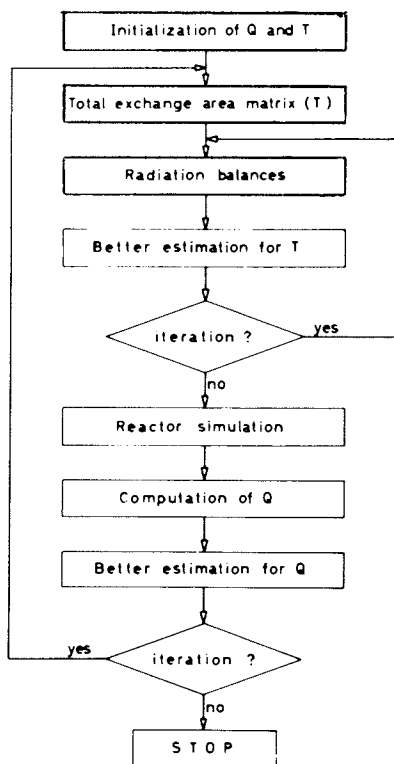 Initialization of Q and T
Total exchange area matrix (T)
Radiation balances
Better estimation for T
iteration ?
yes
no
Reactor simulation
Computation of Q
Better estimation for Q
yes
iteration ?
no
STOP